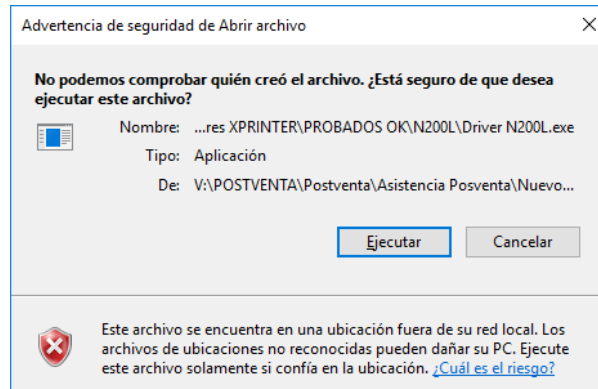 Advertencia de seguridad de Abrir archivo
No podemos comprobar quién creó el archivo. ¿Está seguro de que desea
ejecutar este archivo?
Nombre: ...res XPRINTER\PROBADOS OK\N200L\Driver N200L.exe
Tipo: Aplicación
De: V:\POSTVENTA\Postventa\Asistencia Posventa\Nuevo...
Ejecutar Cancelar
Este archivo se encuentra en una ubicación fuera de su red local. Los
archivos de ubicaciones no reconocidas pueden dañar su PC. Ejecute
este archivo solamente si confía en la ubicación. ¿Cuál es el riesgo?